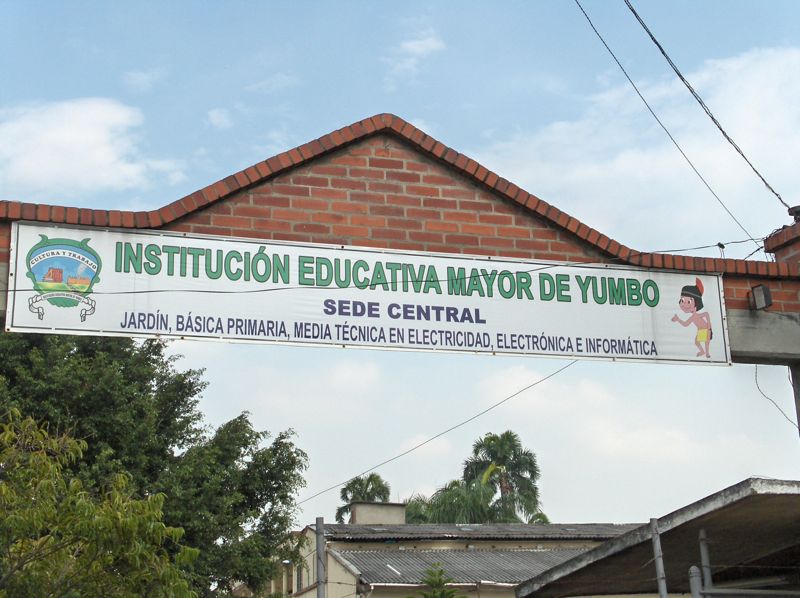 CULTURA Y TRABAJO
INSTITUCIÓN EDUCATIVA MAYOR DE YUMBO
SEDE CENTRAL
JARDÍN, BÁSICA PRIMARIA, MEDIA TÉCNICA EN ELECTRICIDAD, ELECTRÓNICA E INFORMÁTICA